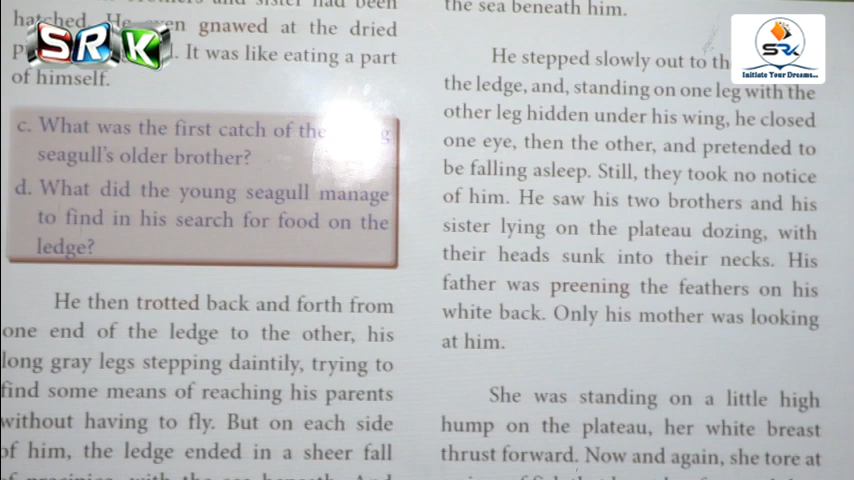 hatched. He even gnawed at the dried
. It was like eating a part
of himself.
c. What was the first catch of the
seagull's older brother?
d. What did the young seagull manage
to find in his search for food on the
ledge?
He then trotted back and forth from
one end of the ledge to the other, his
long gray legs stepping daintily, trying to
find some means of reaching his parents
without having to fly. But on each side
of him, the ledge ended in a sheer fall
the sea beneath him.
He stepped slowly out to
the ledge, and, standing on one leg with the
other leg hidden under his wing, he closed
one eye, then the other, and pretended to
be falling asleep. Still, they took no notice
of him. He saw his two brothers and his
sister lying on the plateau dozing, with
their heads sunk into their necks. His
father was preening the feathers on his
white back. Only his mother was looking
at him.
She was standing on a little high
hump on the plateau, her white breast
thrust forward. Now and again, she tore at
SRK
SRK
Initiate Your Dreams...